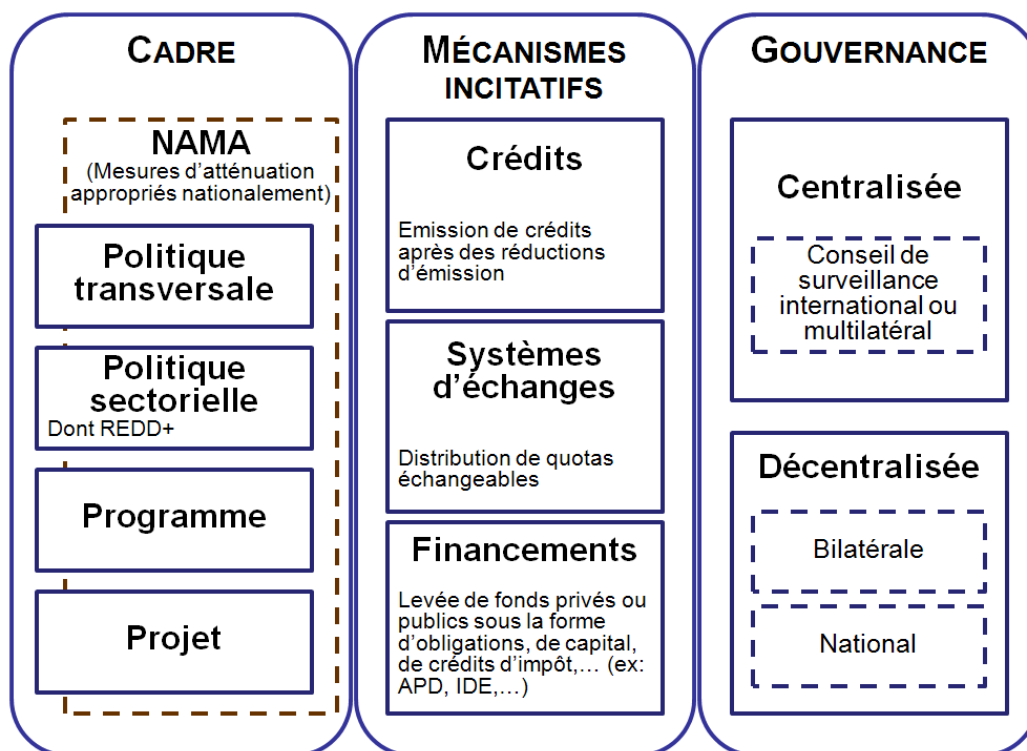 CADRE
NAMA
(Mesures d'atténuation
appropriés nationalement)
Politique
transversale
Politique
sectorielle
Dont REDD+
Programme
Projet
MÉCANISMES
INCITATIFS
Crédits
Emission de crédits
après des réductions
d'émission
Systèmes
d'échanges
Distribution de quotas
échangeables
Financements
Levée de fonds privés ou
publics sous la forme
d'obligations, de capital,
de crédits d'impôt,… (ex:
APD, IDE,…)
GOUVERNANCE
Centralisée
Conseil de
surveillance
international ou
multilatéral
Décentralisée
Bilatérale
National